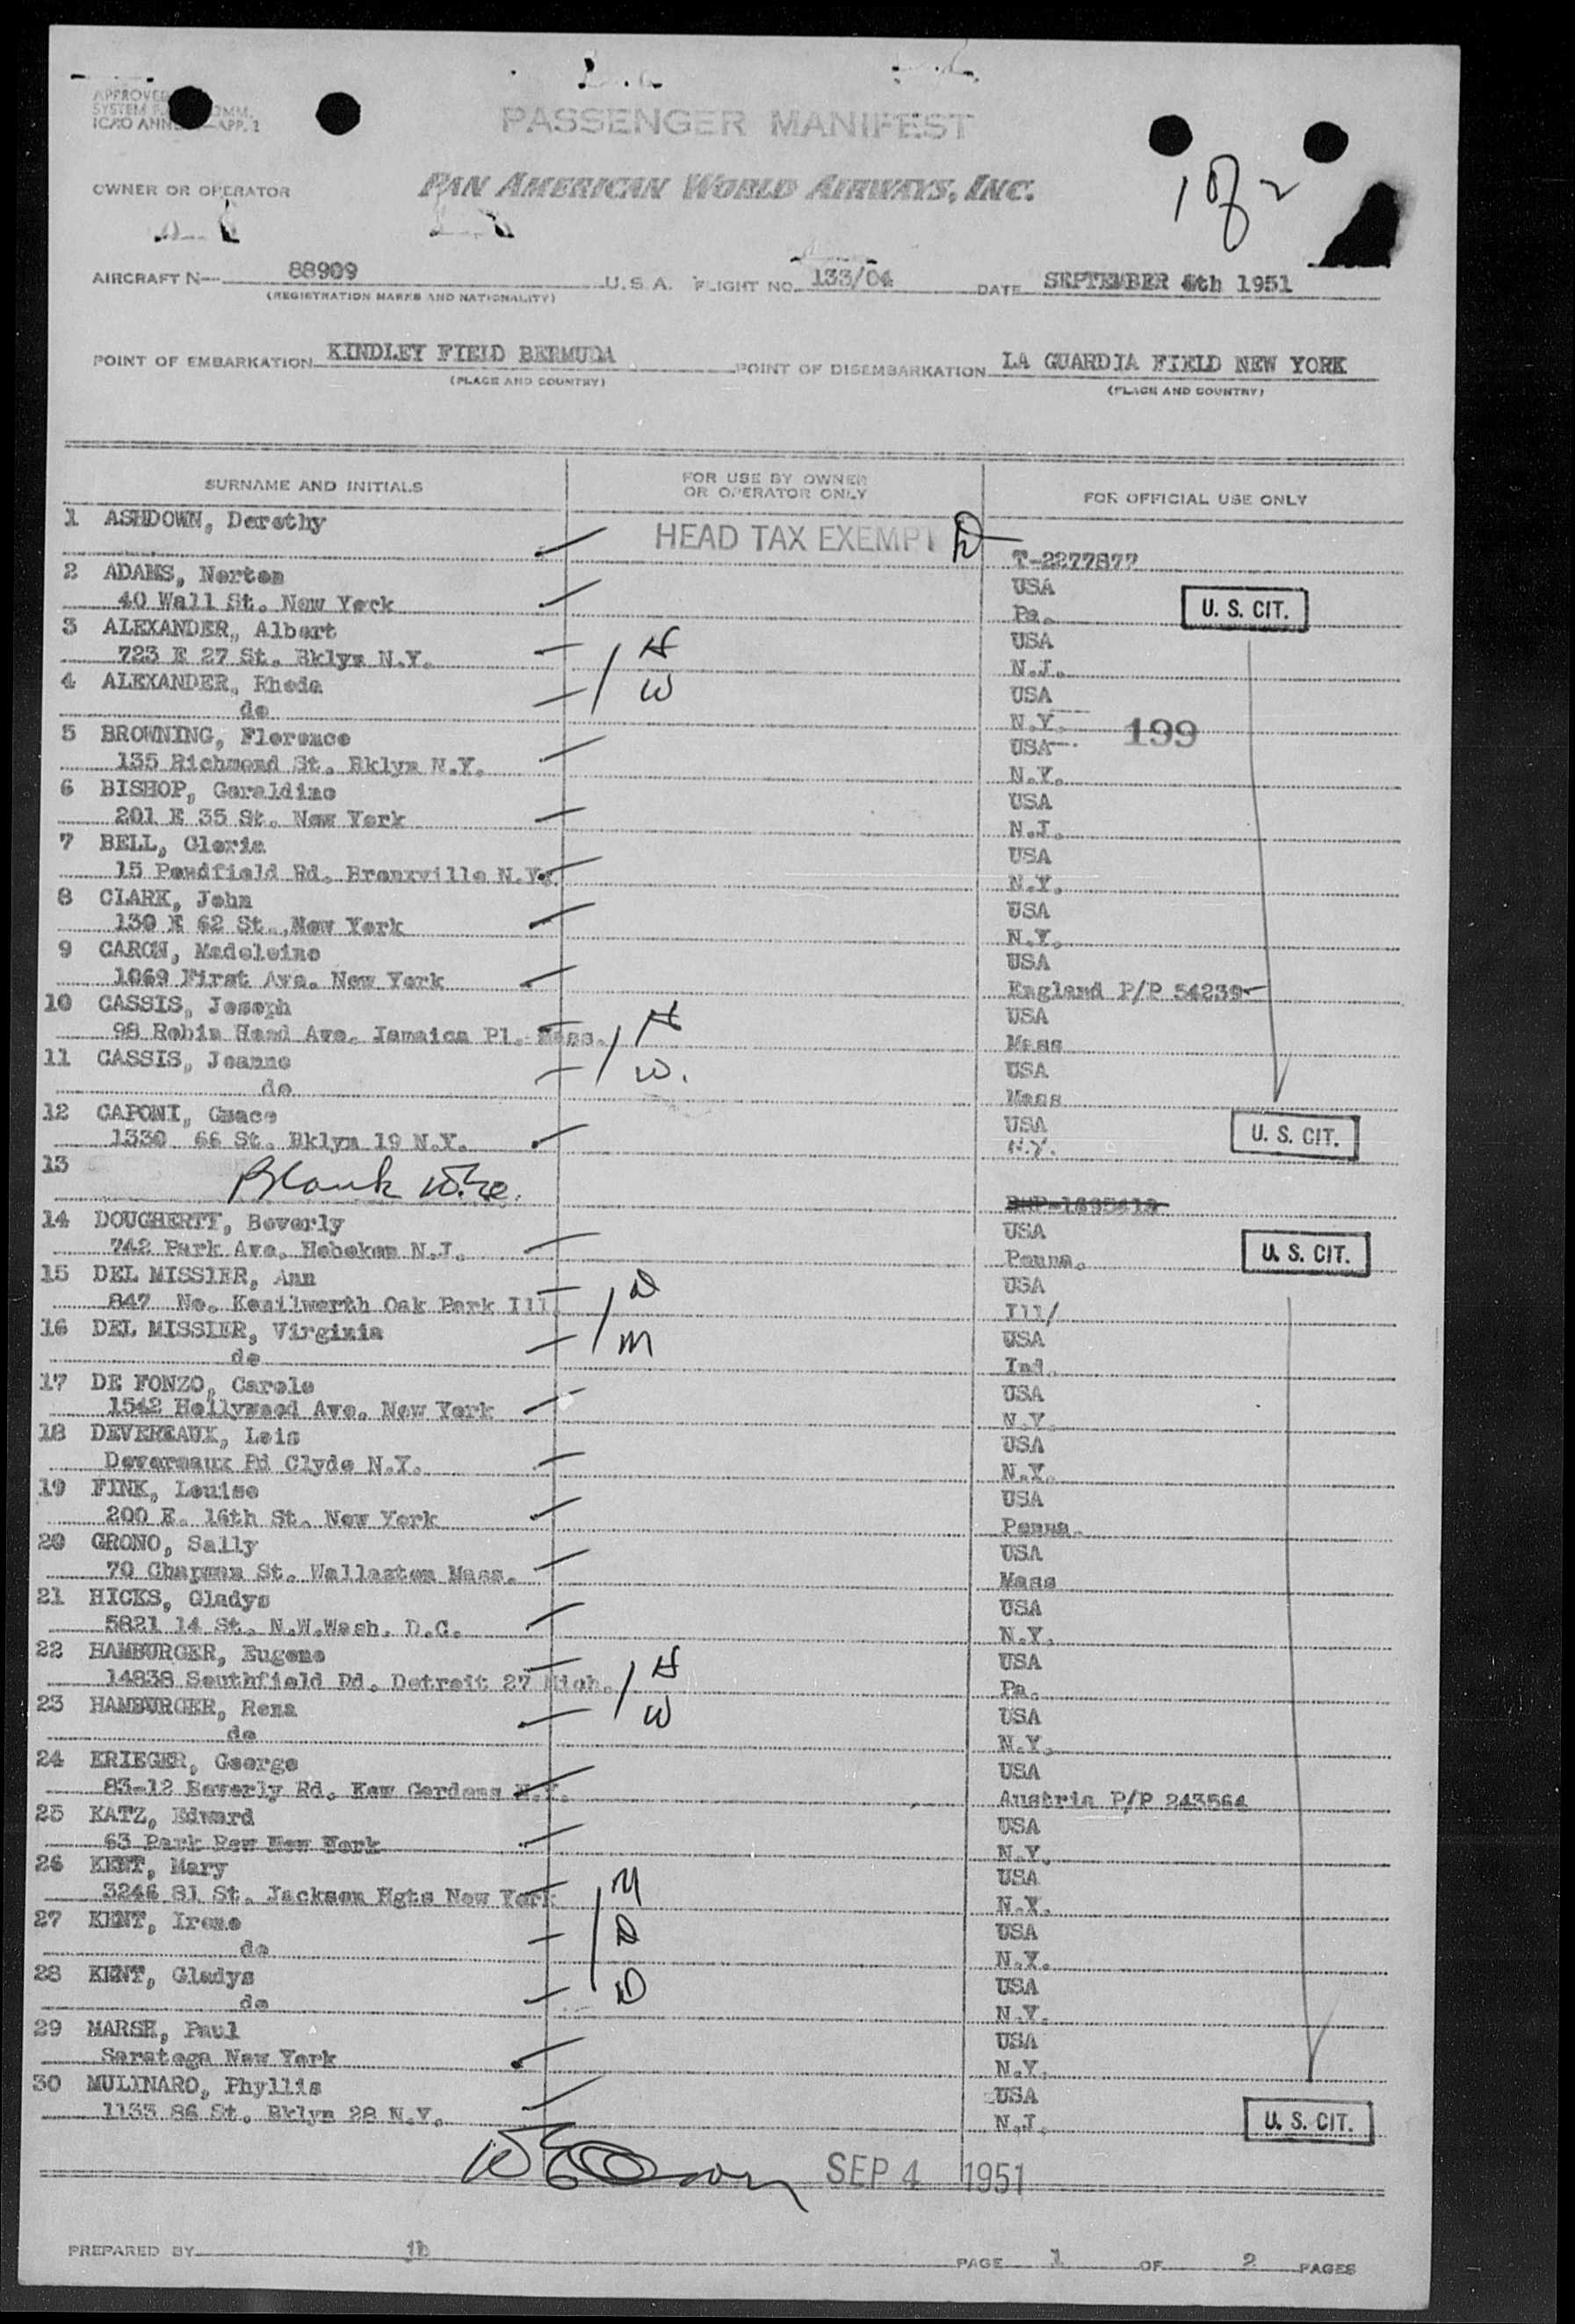 APPROVED
SYSTEM COMM.
ICAO ANNEX — APP. 1
PASSENGER MANIFEST
1 of 2
OWNER OR OPERATOR PAN AMERICAN WORLD AIRWAYS, INC.
AIRCRAFT N— 88909 U.S.A. FLIGHT NO. 133/04 DATE SEPTEMBER 4th 1951
(REGISTRATION MARKS AND NATIONALITY)
POINT OF EMBARKATION KINDLEY FIELD BERMUDA POINT OF DISEMBARKATION LA GUARDIA FIELD NEW YORK
(PLACE AND COUNTRY) (PLACE AND COUNTRY)
SURNAME AND INITIALS FOR USE BY OWNER OR OPERATOR ONLY FOR OFFICIAL USE ONLY
1 ASHDOWN, Dorothy
HEAD TAX EXEMPT D T-2277877
2 ADAMS, Norton USA
40 Wall St. New York Pa. U. S. CIT.
3 ALEXANDER, Albert H USA
723 E 27 St. Bklyn N.Y. N.J.
4 ALEXANDER, Rhoda W USA
do N.Y. 199
5 BROWNING, Florence USA
135 Richmond St. Bklyn N.Y. N.Y.
6 BISHOP, Geraldine USA
201 E 35 St. New York N.J.
7 BELL, Gloria USA
15 Pondfield Rd. Bronxville N.Y. N.Y.
8 CLARK, John USA
130 E 62 St. New York N.Y.
9 CARON, Madeleine USA
1069 First Ave. New York England P/P 54239
10 CASSIS, Joseph H USA
98 Robin Hood Ave. Jamaica Pl. Mass. Mass
11 CASSIS, Jeanne W. USA
do Mass
12 CAPONI, Grace USA
1330 66 St. Bklyn 19 N.Y. N.Y. U. S. CIT.
13
Blank
14 DOUGHERTY, Beverly USA
742 Park Ave. Hoboken N.J. Penna. U. S. CIT.
15 DEL MISSIER, Ann D USA
847 No. Kenilworth Oak Park Ill. Ill/
16 DEL MISSIER, Virginia M USA
do Ind.
17 DE FONZO, Carole USA
1542 Hollywood Ave. New York N.Y.
18 DEVEREAUX, Lois USA
Devereaux Rd Clyde N.Y. N.Y.
19 FINK, Louise USA
200 E. 16th St. New York Penna.
20 GRONO, Sally USA
70 Chapman St. Wollaston Mass. Mass
21 HICKS, Gladys USA
5821 14 St. N.W.Wash. D.C. N.Y.
22 HAMBURGER, Eugene H USA
14838 Southfield Rd. Detroit 27 Mich. Pa.
23 HAMBURGER, Rena W USA
do N.Y.
24 KRIEGER, George USA
83-12 Beverly Rd. Kew Gardens N.Y. Austria P/P 243564
25 KATZ, Edward USA
63 Park Row New York N.Y.
26 KENT, Mary M USA
3246 81 St. Jackson Hgts New York N.Y.
27 KENT, Irene D USA
do N.Y.
28 KENT, Gladys D USA
do N.Y.
29 MARSH, Paul USA
Saratoga New York N.Y.
30 MULINARO, Phyllis USA
1133 86 St. Bklyn 28 N.Y. N.J. U. S. CIT.
SEP 4 1951
PREPARED BY jb PAGE 1 OF 2 PAGES